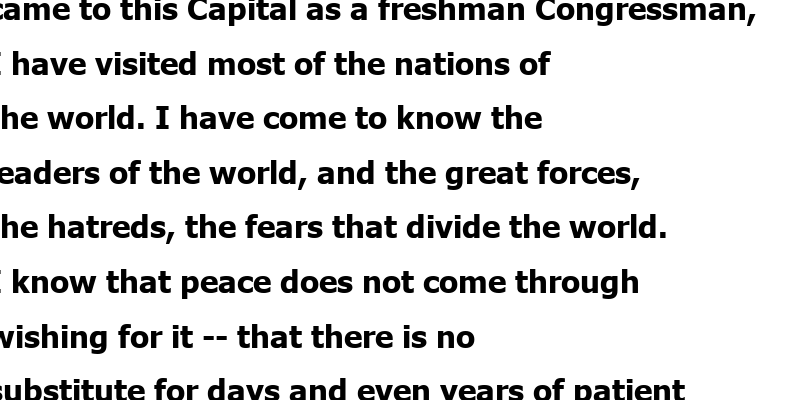 came to this Capital as a freshman Congressman,
I have visited most of the nations of
the world. I have come to know the
leaders of the world, and the great forces,
the hatreds, the fears that divide the world.
I know that peace does not come through
wishing for it -- that there is no
substitute for days and even years of patient